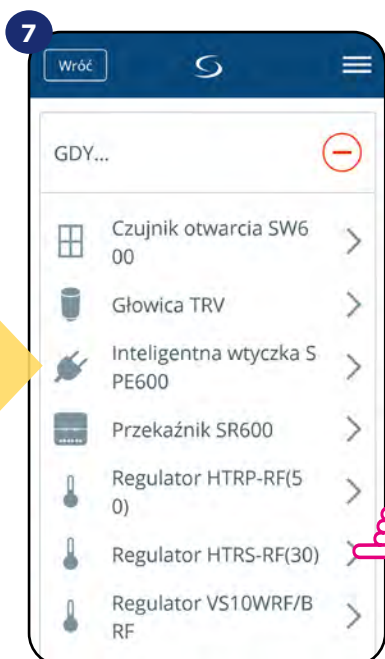 7
Wróć
GDY...
Czujnik otwarcia SW6
00
Głowica TRV
Inteligentna wtyczka S
PE600
Przekaźnik SR600
Regulator HTRP-RF(5
0)
Regulator HTRS-RF(30)
Regulator VS10WRF/B
RF